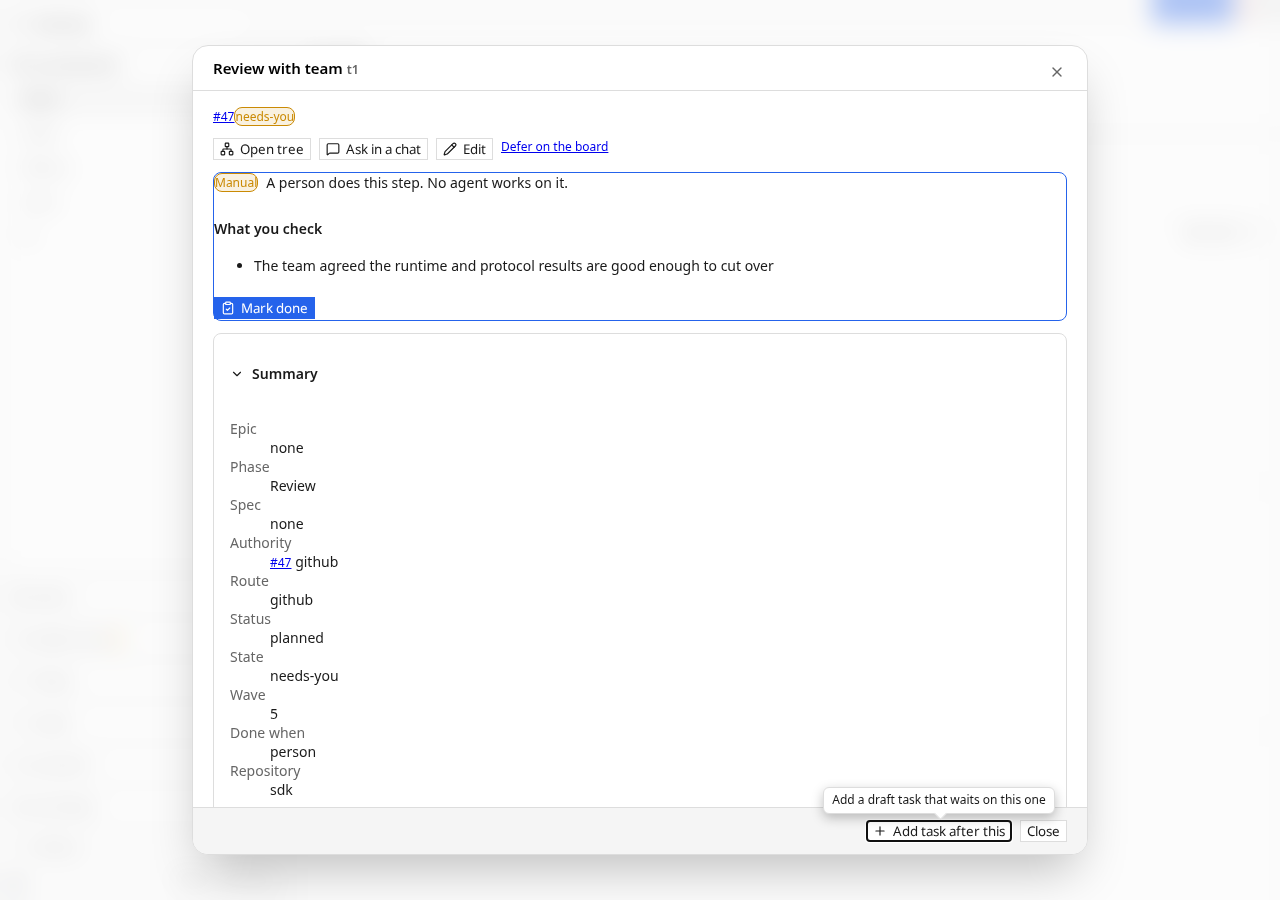 Review with team t1
#47 needs-you
Open tree Ask in a chat Edit Defer on the board
Manual A person does this step. No agent works on it.
What you check
The team agreed the runtime and protocol results are good enough to cut over
Mark done
Summary
Epic
none
Phase
Review
Spec
none
Authority
#47 github
Route
github
Status
planned
State
needs-you
Wave
5
Done when
person
Repository
sdk
Add a draft task that waits on this one
Add task after this Close